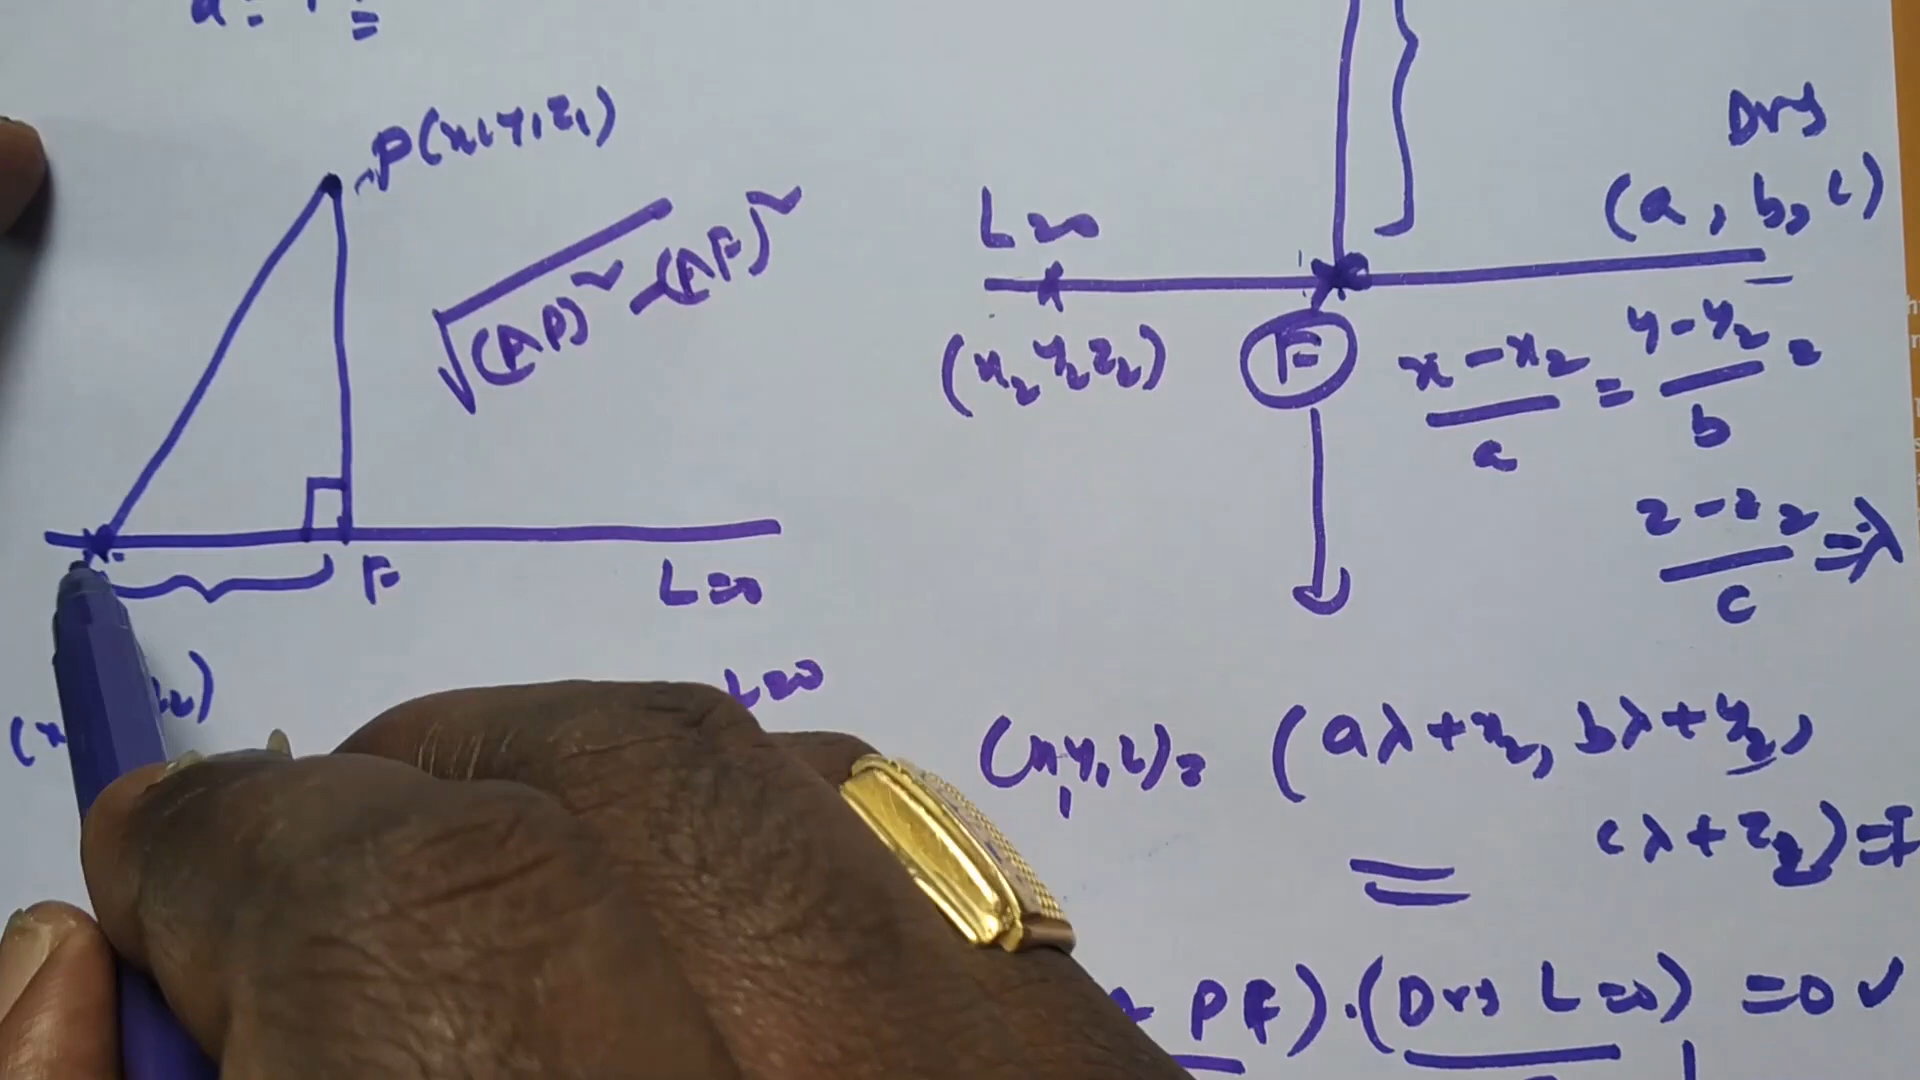 P(x1, y1, z1)
√(AP)² - (AF)²
F
L=0
L=0
Drs
(a, b, c)
L=0
(x2 y2 z2)
F
x - x2 / a = y - y2 / b =
z - z2 / c = λ
(x, y, z) = (aλ + x2, bλ + y2,
cλ + z2) = F
PF) . (Drs L=0) = 0 ✓